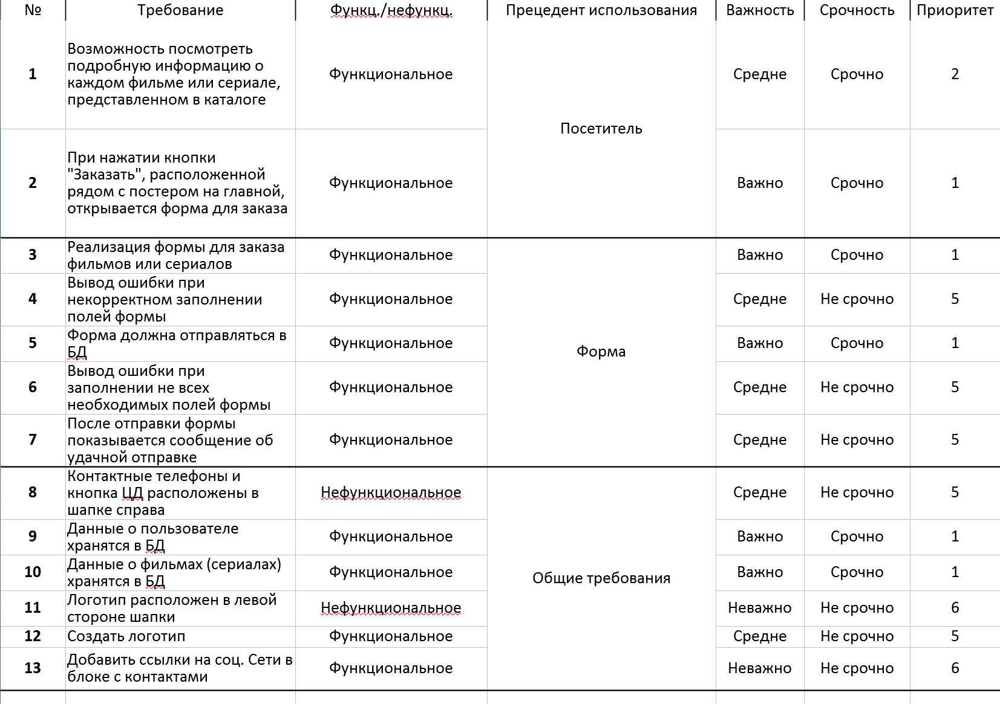 № Требование Функц./нефункц. Прецедент использования Важность Срочность Приоритет
Возможность посмотреть
подробную информацию о
каждом фильме или сериале,
представленном в каталоге
1 Функциональное Средне Срочно 2
Посетитель
При нажатии кнопки
"Заказать", расположенной
рядом с постером на главной,
открывается форма для заказа
2 Функциональное Важно Срочно 1
Реализация формы для заказа
фильмов или сериалов
3 Функциональное Важно Срочно 1
Вывод ошибки при
некорректном заполнении
полей формы
4 Функциональное Средне Не срочно 5
Форма должна отправляться в
БД
5 Функциональное Форма Важно Срочно 1
Вывод ошибки при
заполнении не всех
необходимых полей формы
6 Функциональное Средне Не срочно 5
После отправки формы
показывается сообщение об
удачной отправке
7 Функциональное Средне Не срочно 5
Контактные телефоны и
кнопка ЦД расположены в
шапке справа
8 Нефункциональное Средне Не срочно 5
Данные о пользователе
хранятся в БД
9 Функциональное Важно Срочно 1
Данные о фильмах (сериалах)
хранятся в БД
10 Функциональное Общие требования Важно Срочно 1
Логотип расположен в левой
стороне шапки
11 Нефункциональное Неважно Не срочно 6
12 Создать логотип Функциональное Средне Не срочно 5
Добавить ссылки на соц. Сети в
блоке с контактами
13 Функциональное Неважно Не срочно 6